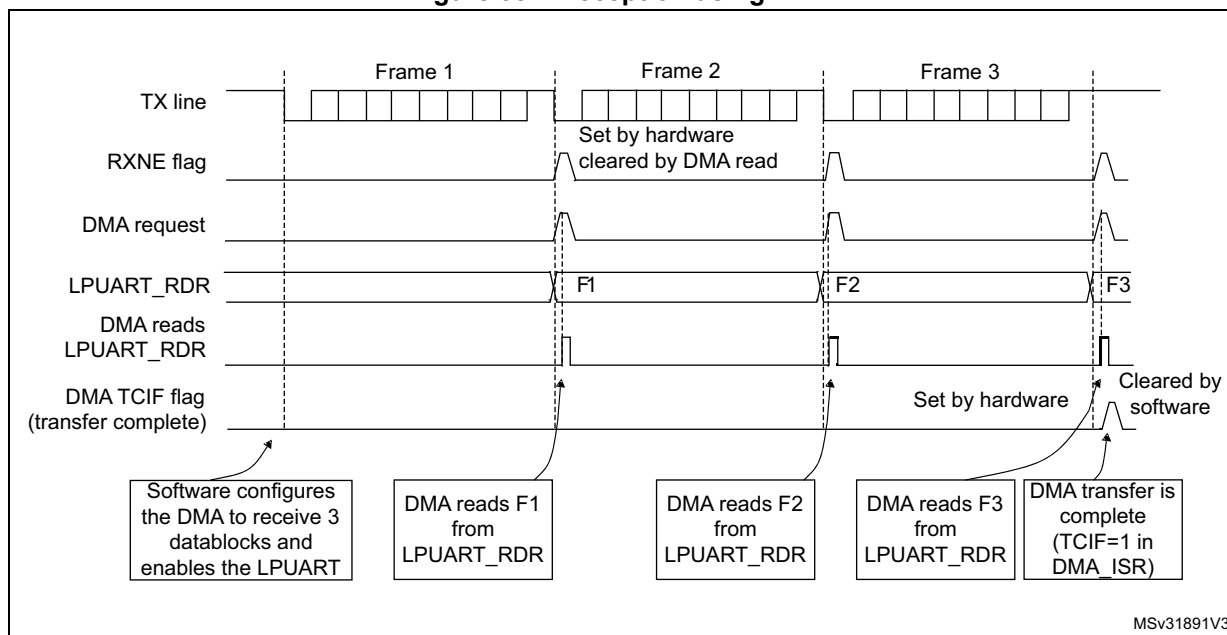 Frame 1 Frame 2 Frame 3
TX line
Set by hardware
cleared by DMA read
RXNE flag
DMA request
LPUART_RDR F1 F2 F3
DMA reads
LPUART_RDR
DMA TCIF flag
(transfer complete)
Set by hardware
Cleared by
software
Software configures
the DMA to receive 3
datablocks and
enables the LPUART
DMA reads F1
from
LPUART_RDR
DMA reads F2
from
LPUART_RDR
DMA reads F3
from
LPUART_RDR
DMA transfer is
complete
(TCIF=1 in
DMA_ISR)
MSv31891V3